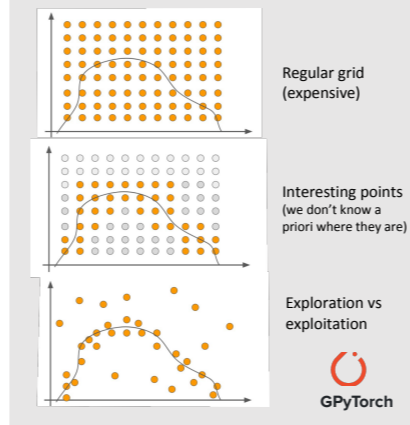 Regular grid
(expensive)
Interesting points
(we don't know a
priori where they are)
Exploration vs
exploitation
GPyTorch